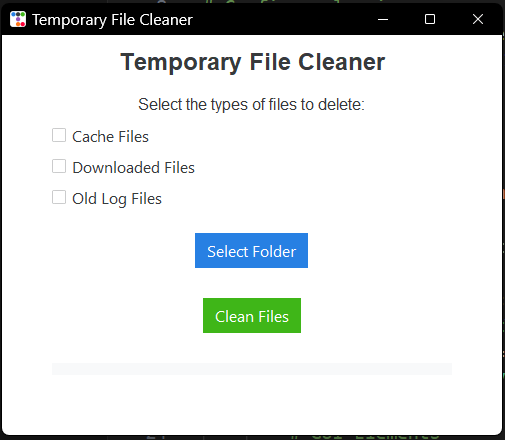 Temporary File Cleaner
Temporary File Cleaner
Select the types of files to delete:
Cache Files
Downloaded Files
Old Log Files
Select Folder
Clean Files